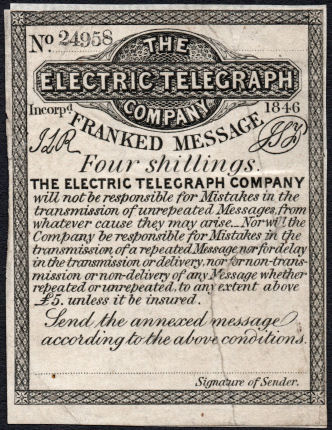 No. 24958
THE
ELECTRIC TELEGRAPH
COMPANY
Incorpd. 1846
FRANKED MESSAGE
Four shillings.
THE ELECTRIC TELEGRAPH COMPANY
will not be responsible for Mistakes in the
transmission of unrepeated Messages, from
whatever cause they may arise. Nor will the
Company be responsible for Mistakes in the
transmission of a repeated Message, nor for delay
in the transmission or delivery, nor for non-trans-
mission or non-delivery of any Message whether
repeated or unrepeated, to any extent above
£5. unless it be insured.
Send the annexed message
according to the above conditions.
Signature of Sender.